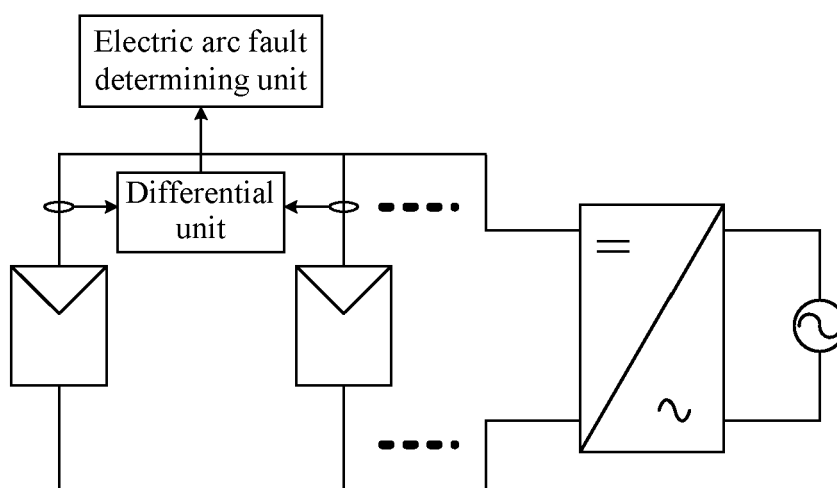 Electric arc fault
determining unit
Differential
unit